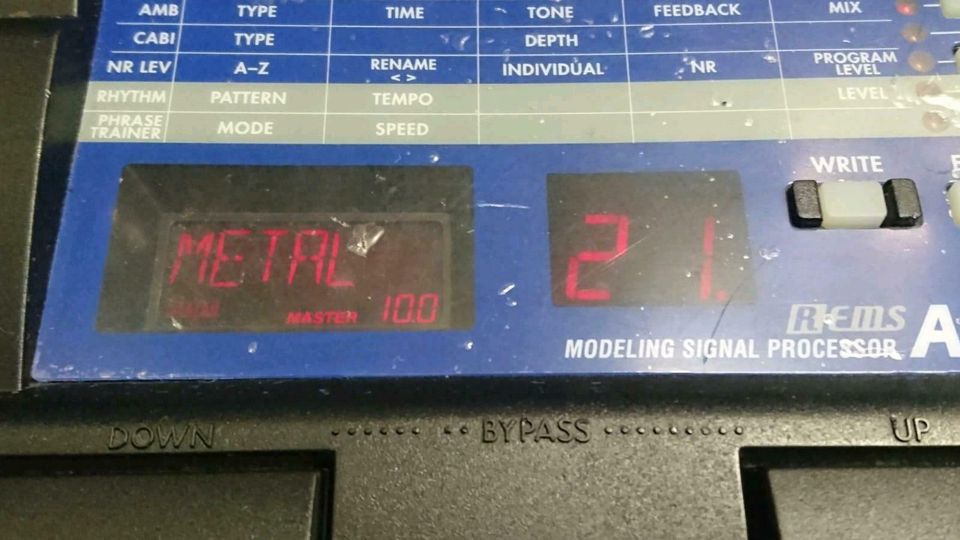 AMB TYPE TIME TONE FEEDBACK MIX
CABI TYPE DEPTH
NR LEV A–Z RENAME < > INDIVIDUAL NR PROGRAM LEVEL
RHYTHM PATTERN TEMPO LEVEL
PHRASE TRAINER MODE SPEED
WRITE
METAL 21.
MASTER 10.0
REMS
MODELING SIGNAL PROCESSOR A
DOWN BYPASS UP